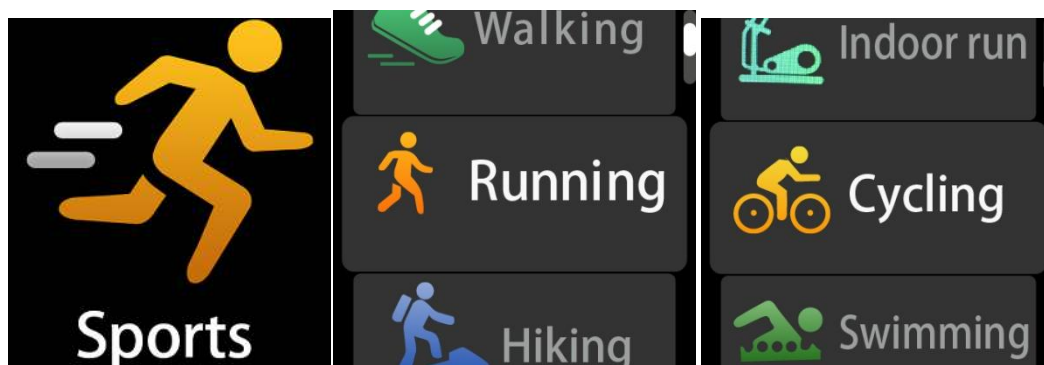 Sports
Walking
Running
Hiking
Indoor run
Cycling
Swimming